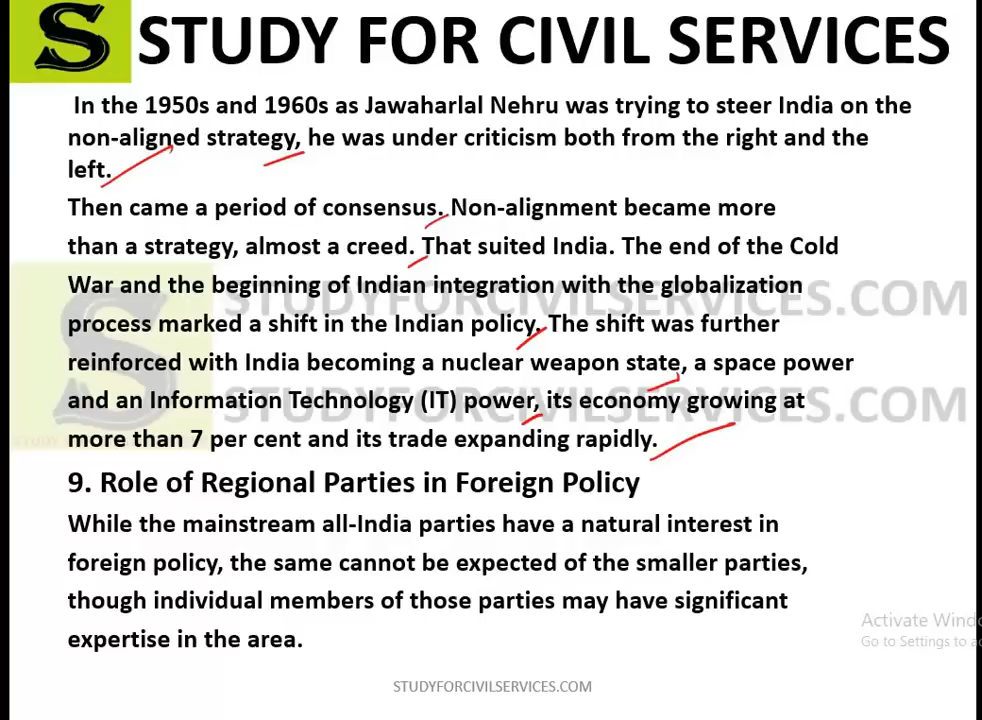 S STUDY FOR CIVIL SERVICES
In the 1950s and 1960s as Jawaharlal Nehru was trying to steer India on the
non-aligned strategy, he was under criticism both from the right and the
left.
Then came a period of consensus. Non-alignment became more
than a strategy, almost a creed. That suited India. The end of the Cold
War and the beginning of Indian integration with the globalization
process marked a shift in the Indian policy. The shift was further
reinforced with India becoming a nuclear weapon state, a space power
and an Information Technology (IT) power, its economy growing at
more than 7 per cent and its trade expanding rapidly.
9. Role of Regional Parties in Foreign Policy
While the mainstream all-India parties have a natural interest in
foreign policy, the same cannot be expected of the smaller parties,
though individual members of those parties may have significant
expertise in the area.
STUDYFORCIVILSERVICES.COM
STUDYFORCIVILSERVICES.COM
Activate Windo
Go to Settings to a
STUDYFORCIVILSERVICES.COM